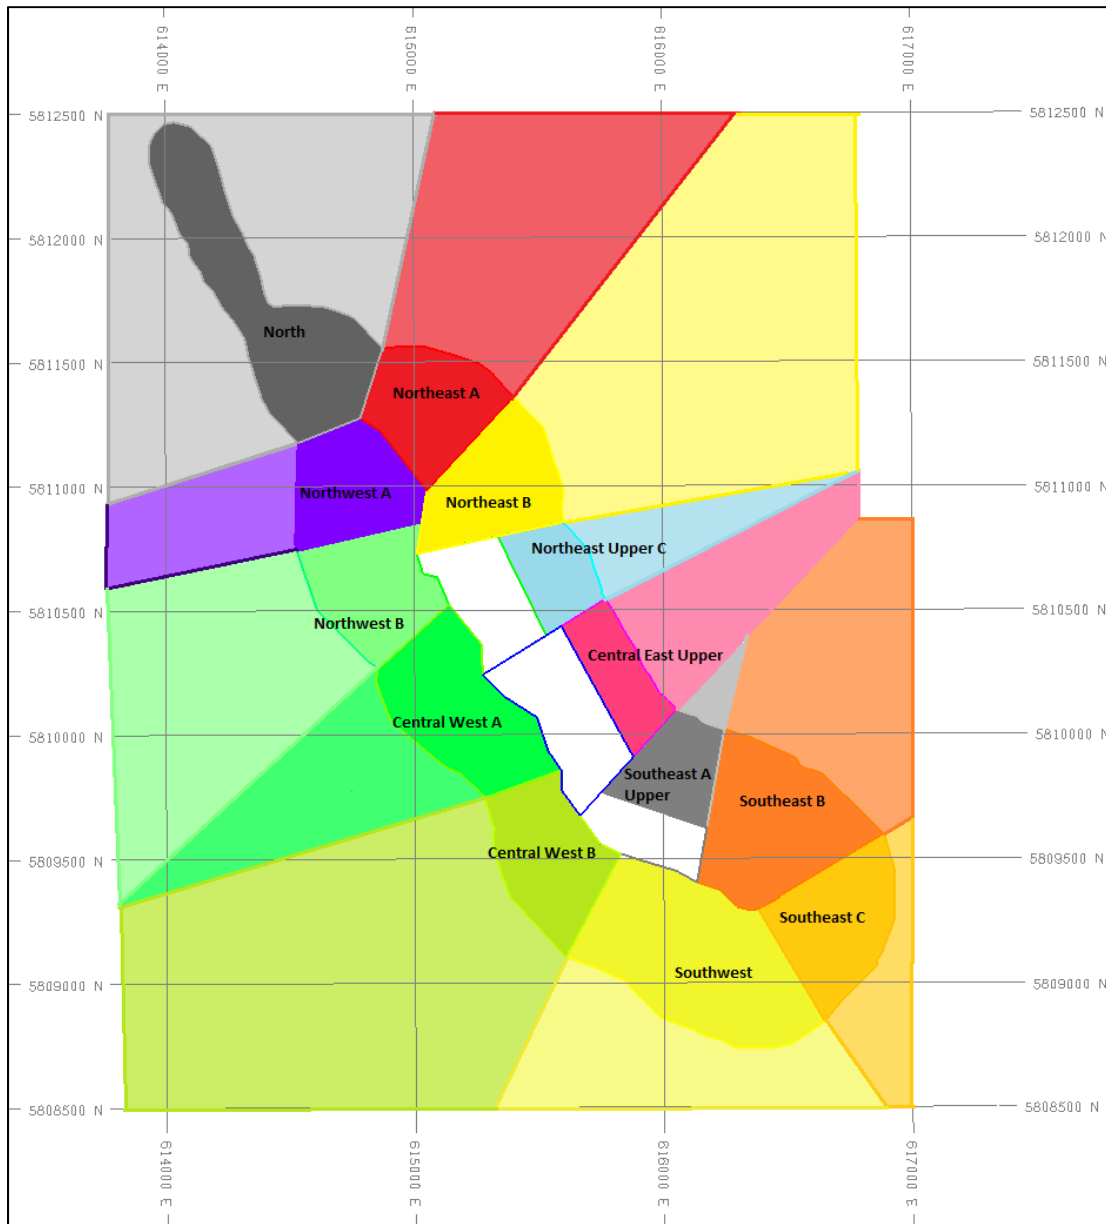 614000 E
615000 E
616000 E
617000 E
5812500 N
5812500 N
5812000 N
5812000 N
North
5811500 N
5811500 N
Northeast A
Northwest A
5811000 N
5811000 N
Northeast B
Northeast Upper C
5810500 N
5810500 N
Northwest B
Central East Upper
Central West A
5810000 N
5810000 N
Southeast A
Upper
Southeast B
Central West B
5809500 N
5809500 N
Southeast C
Southwest
5809000 N
5809000 N
5808500 N
5808500 N
614000 E
615000 E
616000 E
617000 E